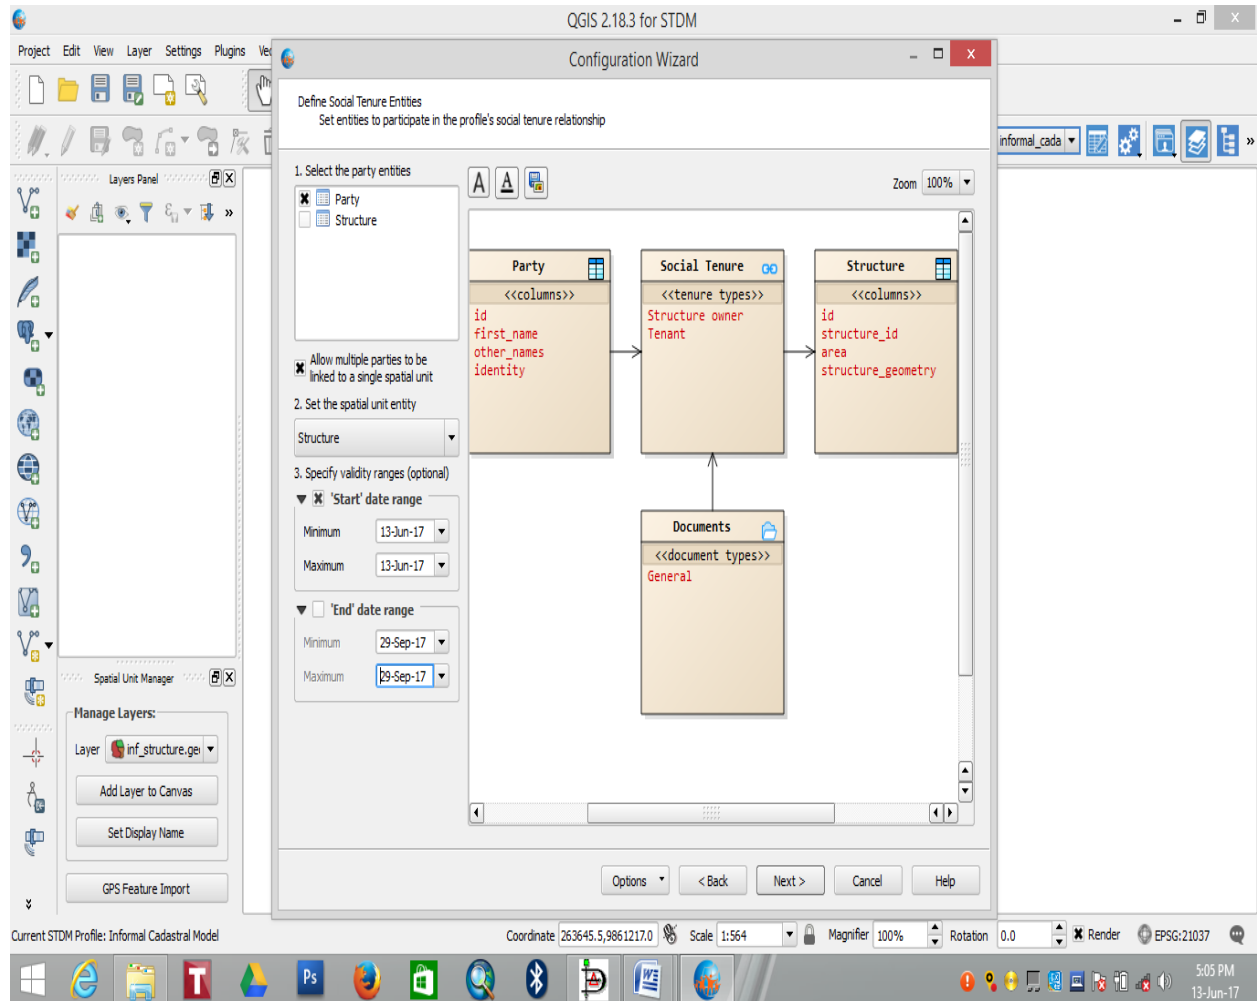 QGIS 2.18.3 for STDM
Project Edit View Layer Settings Plugins Vec
Configuration Wizard
Define Social Tenure Entities
Set entities to participate in the profile's social tenure relationship
informal_cada
Layers Panel
1. Select the party entities
Party
Structure
Allow multiple parties to be
linked to a single spatial unit
2. Set the spatial unit entity
Structure
3. Specify validity ranges (optional)
'Start' date range
Minimum 13-Jun-17
Maximum 13-Jun-17
'End' date range
Minimum 29-Sep-17
Maximum 29-Sep-17
A A
Zoom 100%
Party
<<columns>>
id
first_name
other_names
identity
Social Tenure
<<tenure types>>
Structure owner
Tenant
Structure
<<columns>>
id
structure_id
area
structure_geometry
Documents
<<document types>>
General
Spatial Unit Manager
Manage Layers:
Layer inf_structure.ge
Add Layer to Canvas
Set Display Name
GPS Feature Import
Options < Back Next > Cancel Help
Current STDM Profile: Informal Cadastral Model
Coordinate 263645.5,9861217.0 Scale 1:564 Magnifier 100% Rotation 0.0 Render EPSG:21037
T Ps
5:05 PM
13-Jun-17